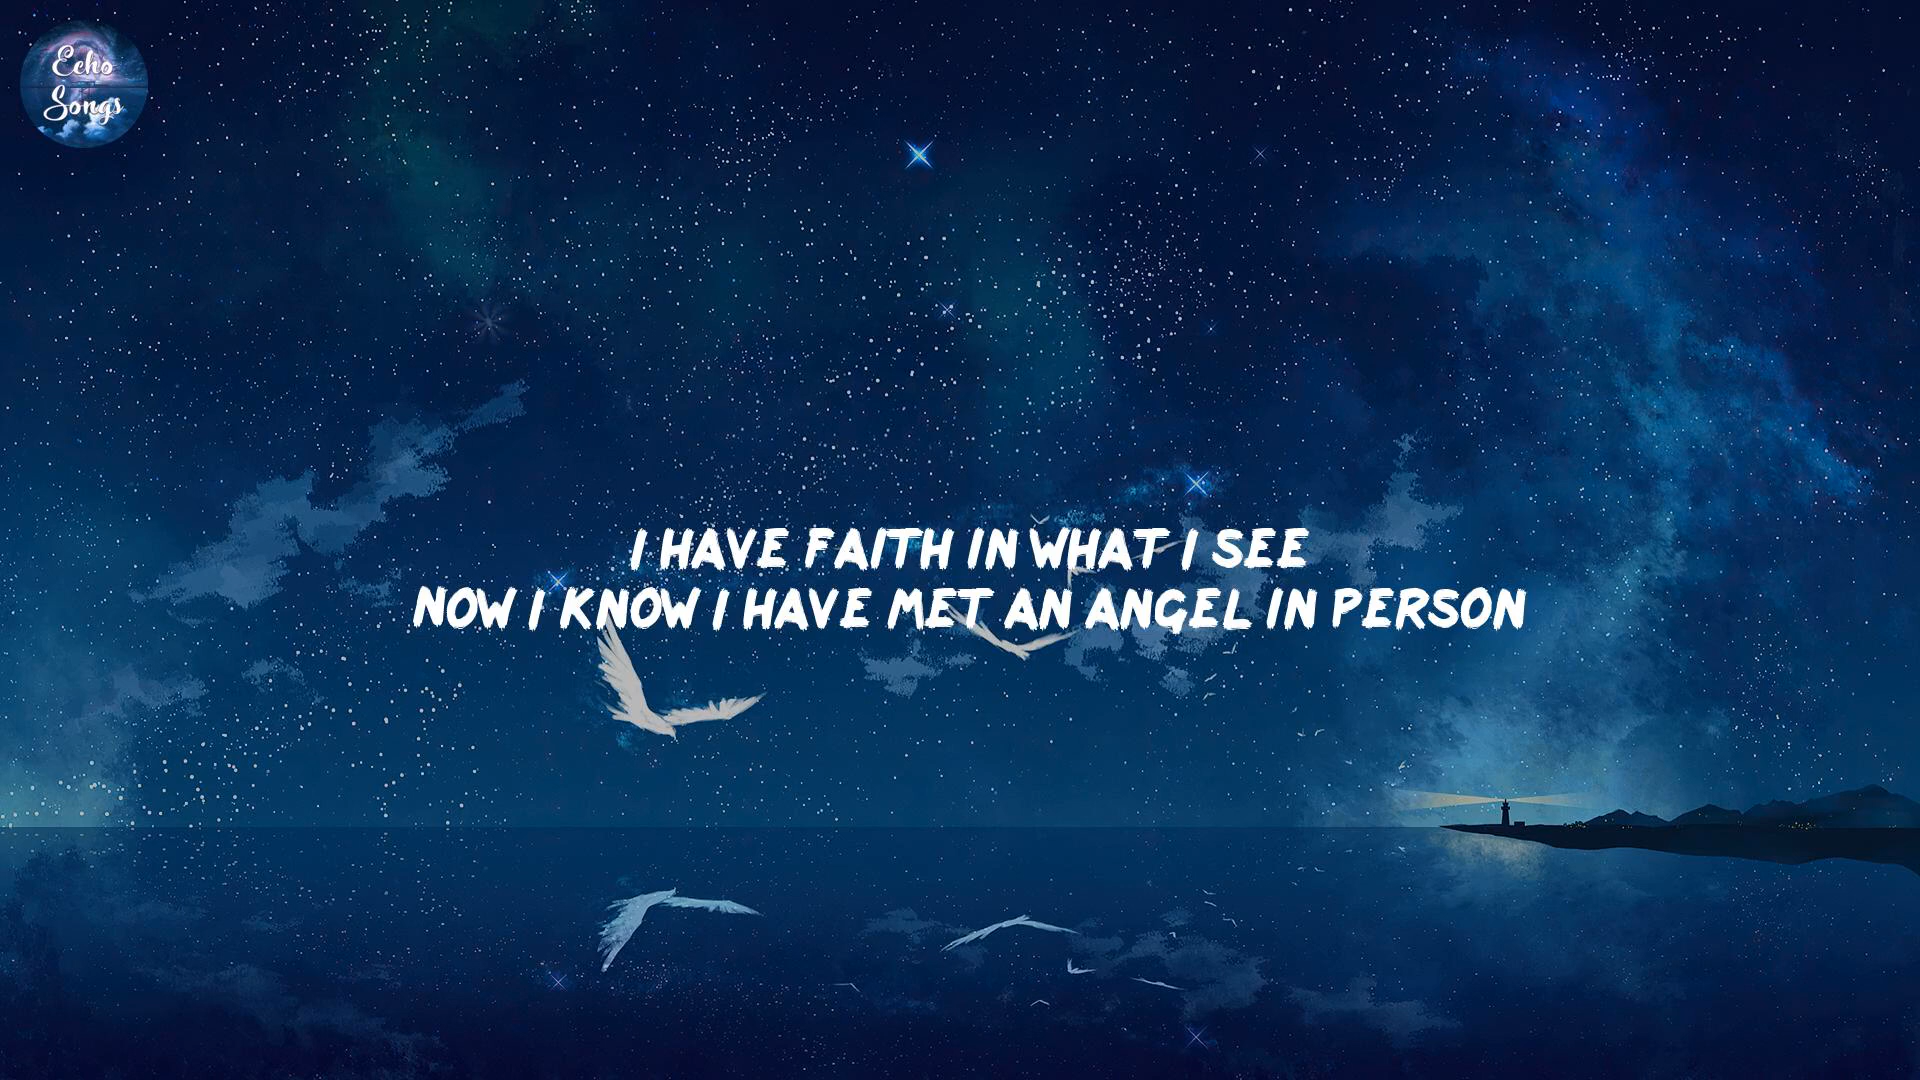 Echo
Songs
I HAVE FAITH IN WHAT I SEE
NOW I KNOW I HAVE MET AN ANGEL IN PERSON